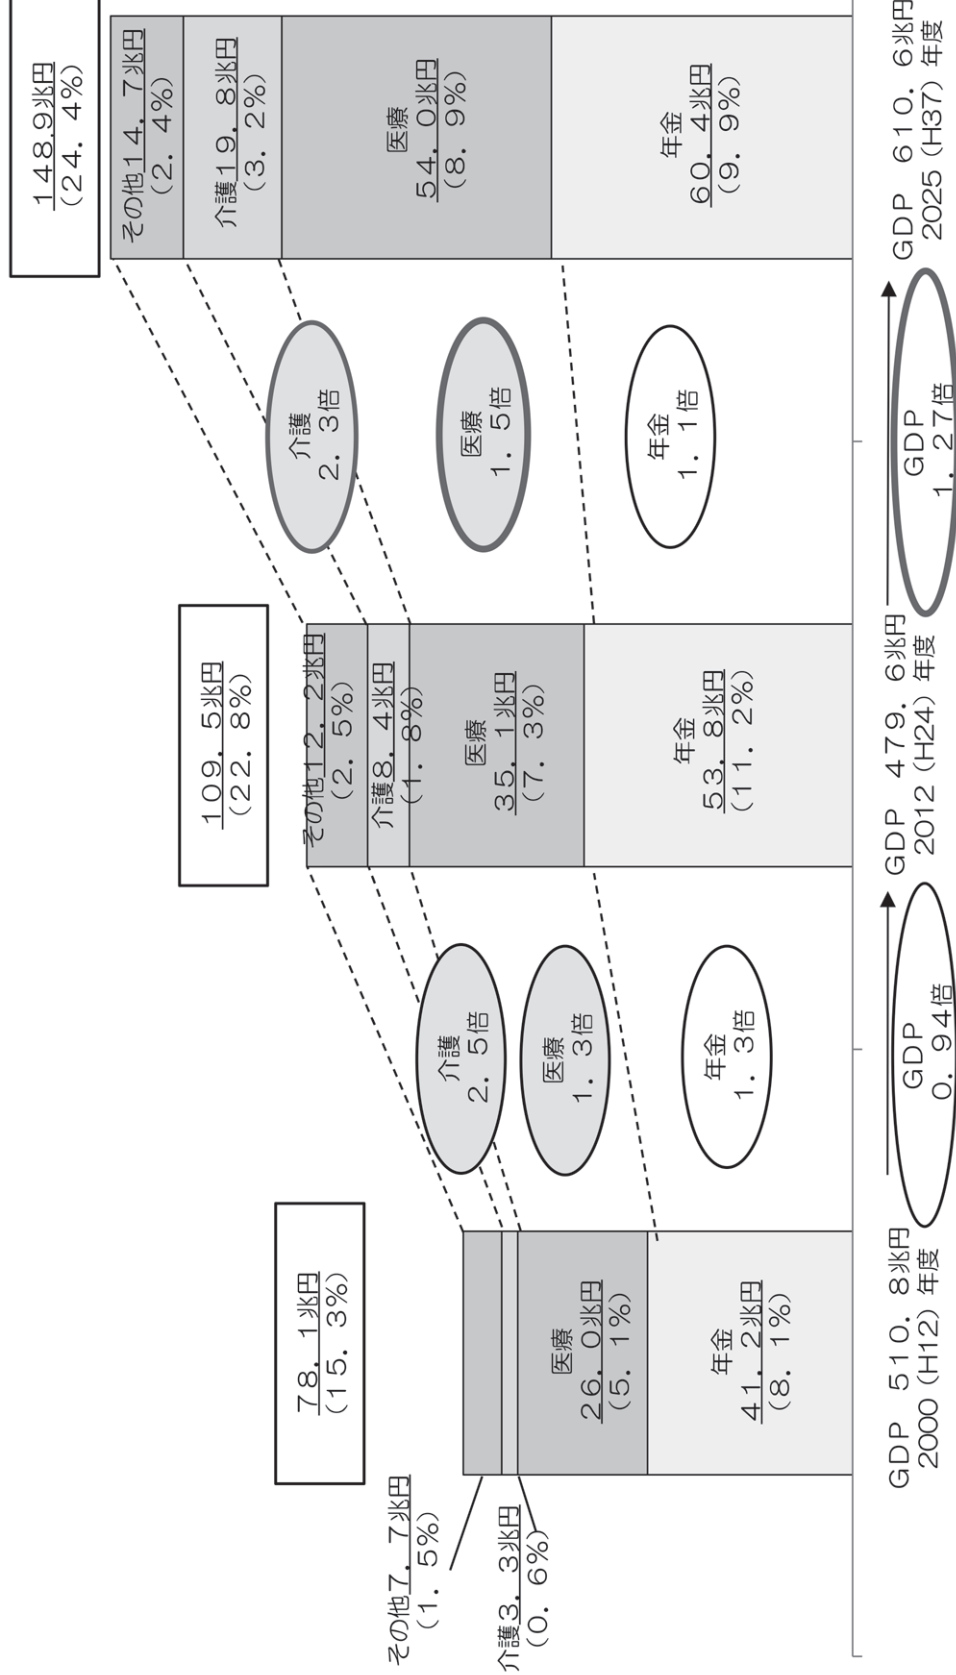 78.1兆円
(15.3%)
その他7.7兆円
(1.5%)
介護3.3兆円
(0.6%)
医療
26.0兆円
(5.1%)
年金
41.2兆円
(8.1%)
GDP 510.8兆円
2000(H12)年度
介護
2.5倍
医療
1.3倍
年金
1.3倍
GDP
0.94倍
109.5兆円
(22.8%)
その他12.2兆円
(2.5%)
介護8.4兆円
(1.8%)
医療
35.1兆円
(7.3%)
年金
53.8兆円
(11.2%)
GDP 479.6兆円
2012(H24)年度
介護
2.3倍
医療
1.5倍
年金
1.1倍
GDP
1.27倍
148.9兆円
(24.4%)
その他14.7兆円
(2.4%)
介護19.8兆円
(3.2%)
医療
54.0兆円
(8.9%)
年金
60.4兆円
(9.9%)
GDP 610.6兆円
2025(H37)年度